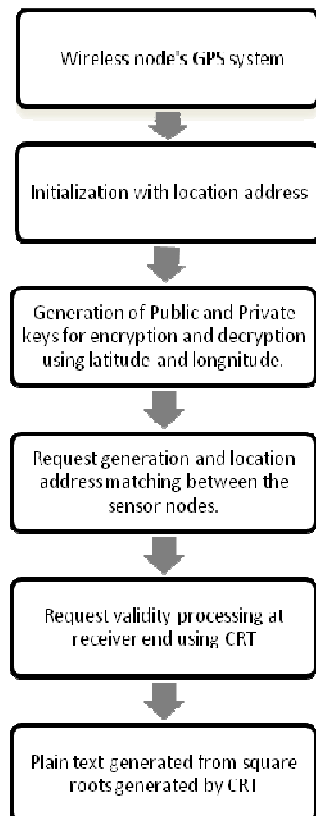 Wireless node's GPS system
Initialization with location address
Generation of Public and Private
keys for encryption and decryption
using latitude and longnitude.
Request generation and location
address matching between the
sensor nodes.
Request validity processing at
receiver end using CRT
Plain text generated from square
roots generated by CRT